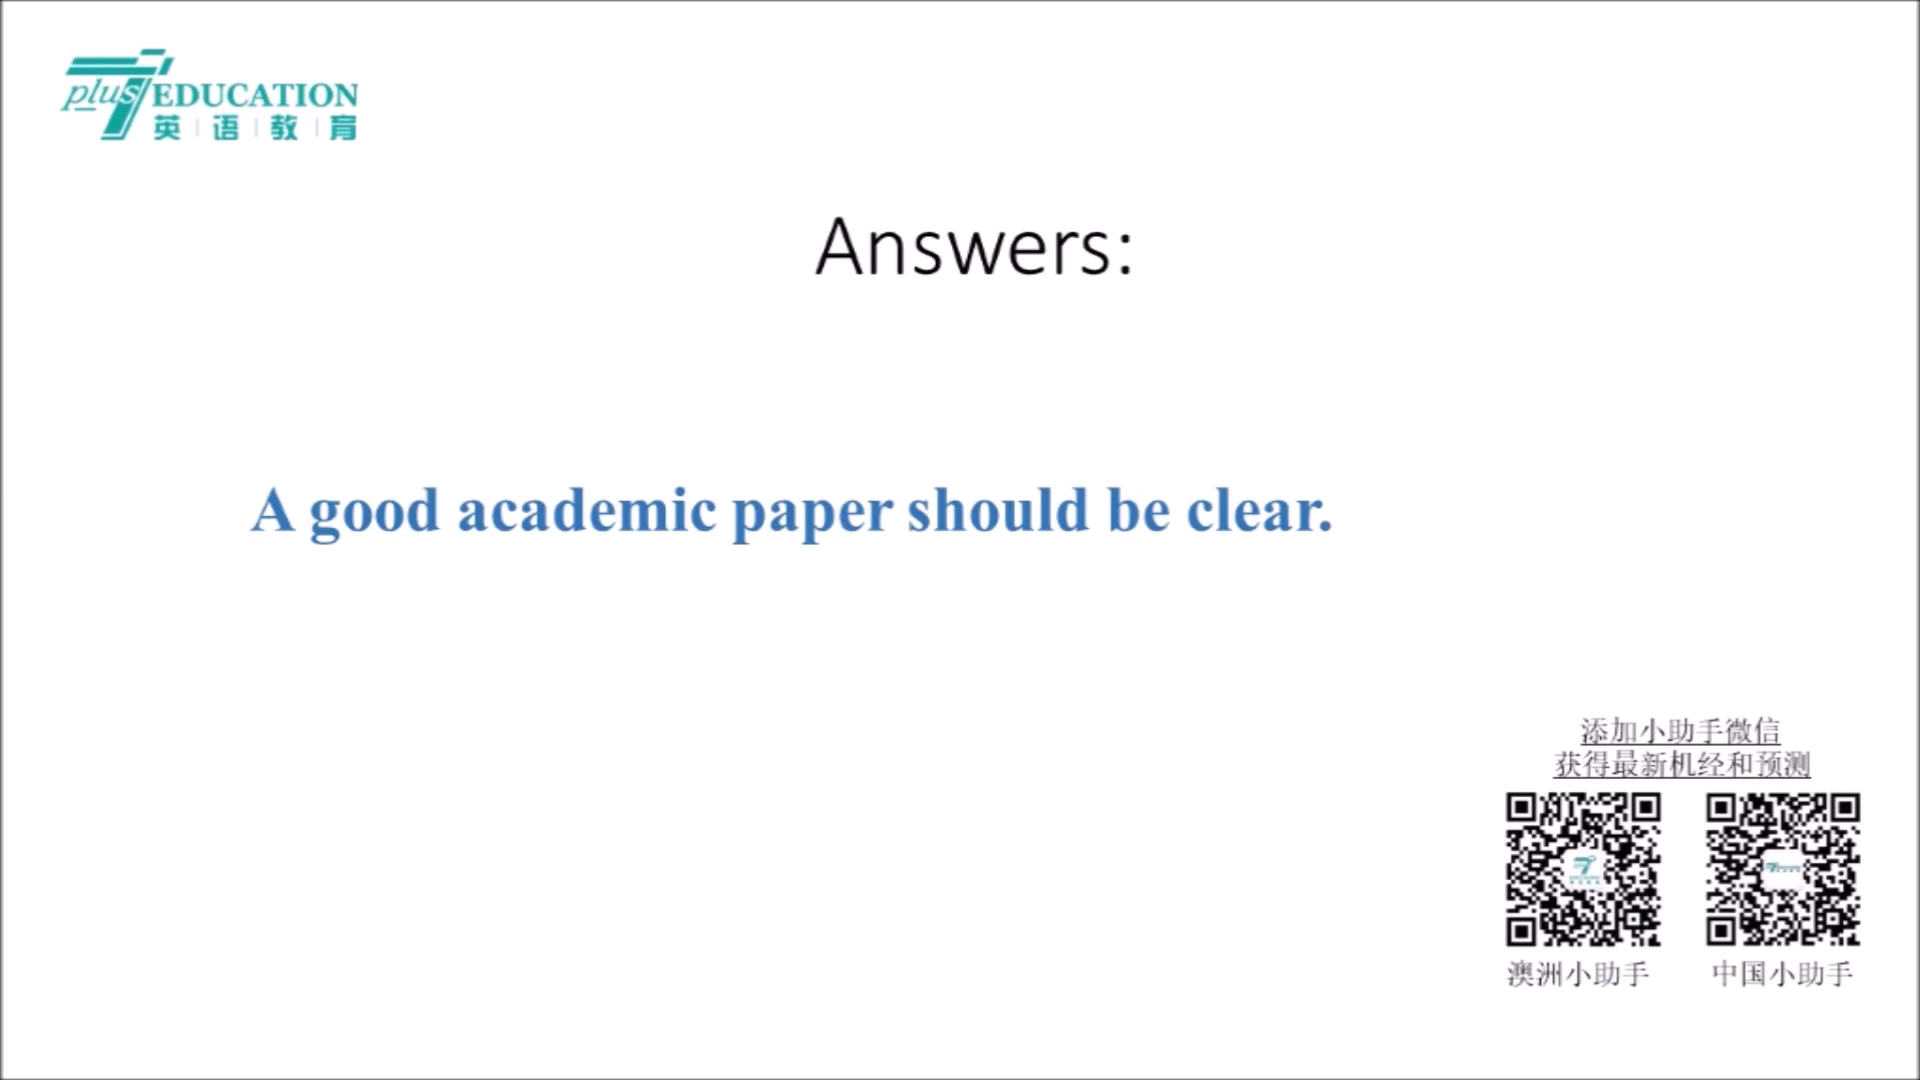 plus 7 EDUCATION
英语教育
Answers:
A good academic paper should be clear.
添加小助手微信
获得最新机经和预测
澳洲小助手 中国小助手